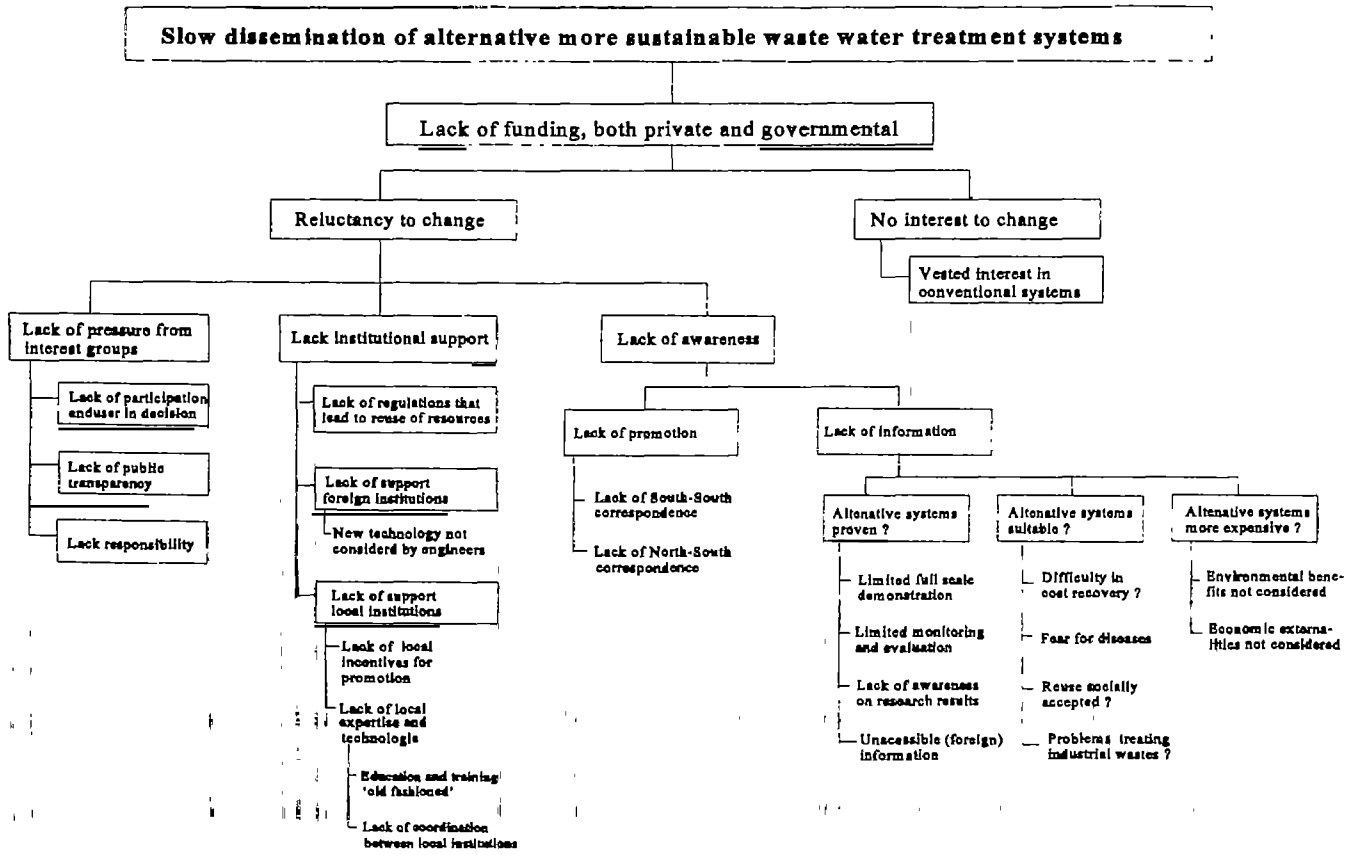 Slow dissemination of alternative more sustainable waste water treatment systems
Lack of funding, both private and governmental
Reluctancy to change
No interest to change
Vested interest in
conventional systems
Lack of pressure from
interest groups
Lack of participation
enduser in decision
Lack of public
transparency
Lack responsibility
Lack institutional support
Lack of regulations that
lead to reuse of resources
Lack of support
foreign institutions
New technology not
considerd by engineers
Lack of support
local institutions
Lack of local
incentives for
promotion
Lack of local
expertise and
technologie
Education and training
'old fashioned'
Lack of coordination
between local institutions
Lack of awareness
Lack of promotion
Lack of South-South
correspondence
Lack of North-South
correspondence
Lack of information
Altenative systems
proven ?
Limited full scale
demonstration
Limited monitoring
and evaluation
Lack of awareness
on research results
Unacessible (foreign)
information
Altenative systems
suitable ?
Difficulty in
cost recovery ?
Fear for diseases
Reuse socially
accepted ?
Problems treating
industrial wastes ?
Altenative systems
more expensive ?
Environmental bene-
fits not considered
Economic externa-
lities not considered